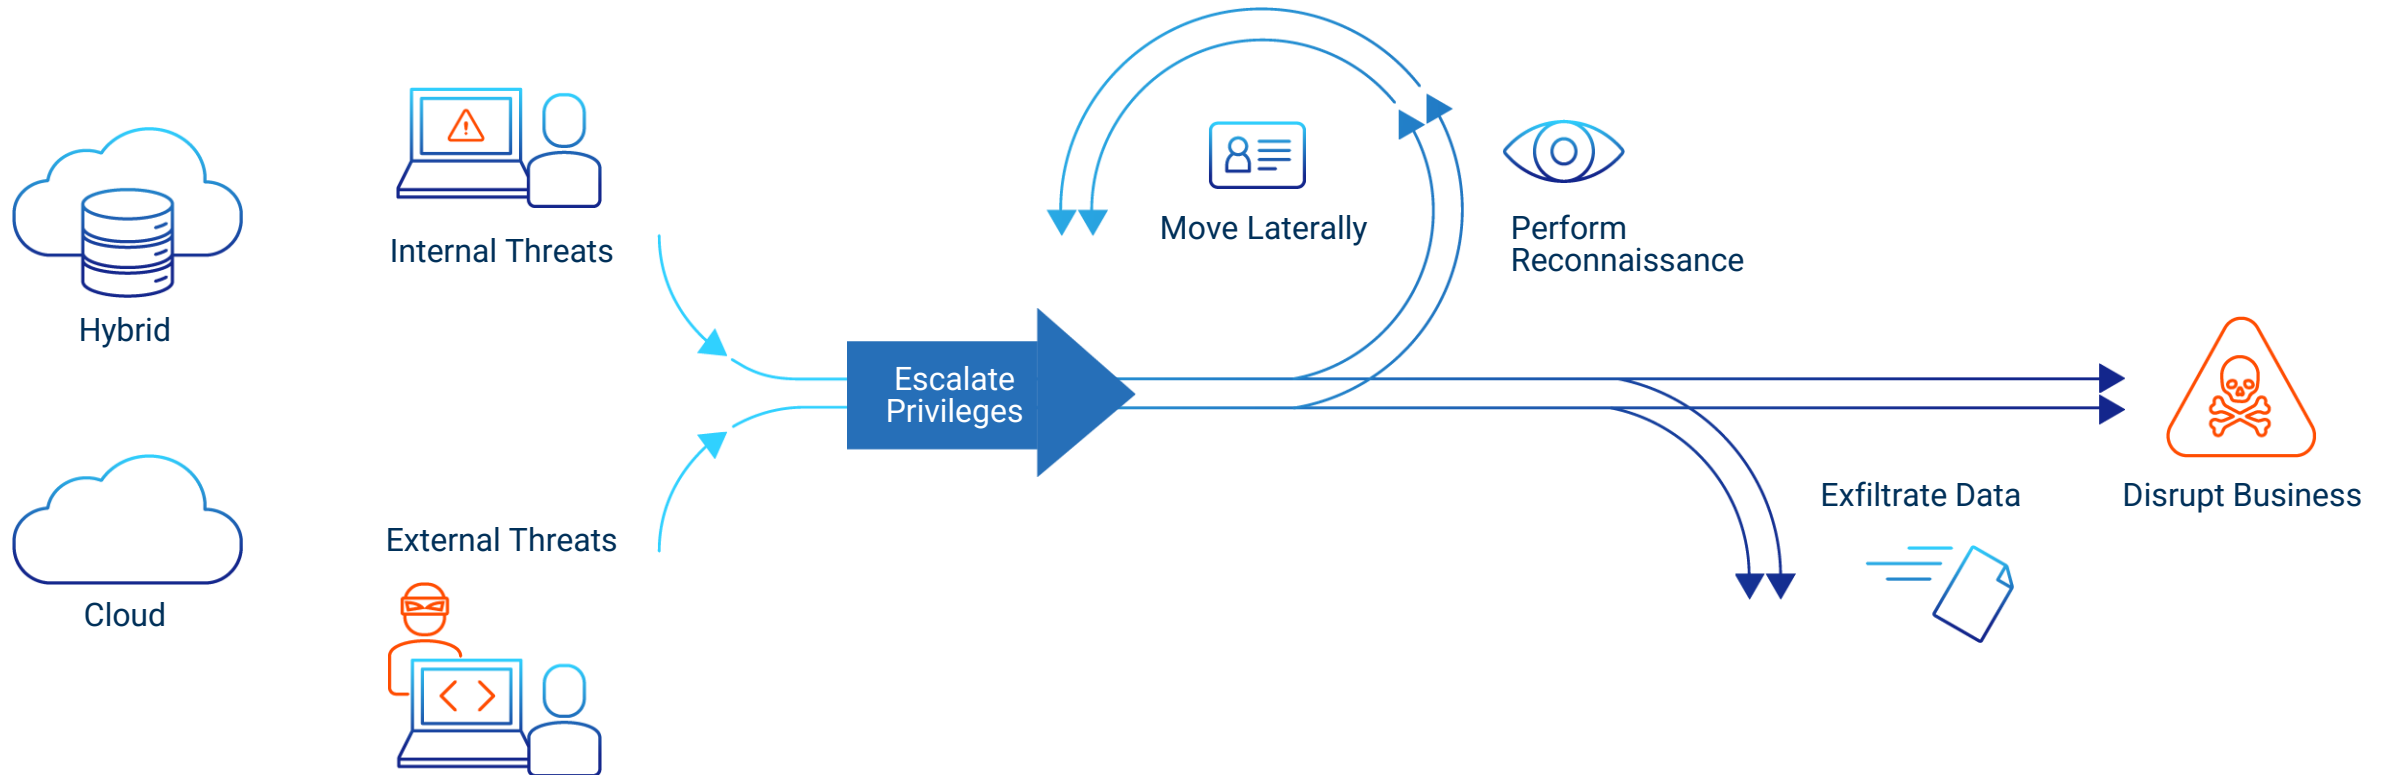 Hybrid
Cloud
Internal Threats
External Threats
Escalate
Privileges
Move Laterally
Perform
Reconnaissance
Exfiltrate Data
Disrupt Business